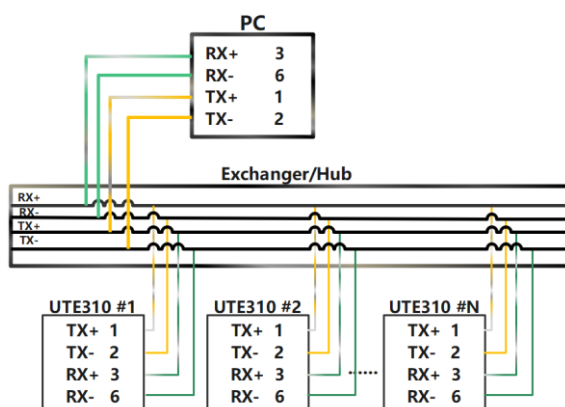 PC
RX+ 3
RX- 6
TX+ 1
TX- 2
Exchanger/Hub
RX+
RX-
TX+
TX-
UTE310 #1 UTE310 #2 UTE310 #N
TX+ 1 TX+ 1 TX+ 1
TX- 2 TX- 2 TX- 2
RX+ 3 RX+ 3 ...... RX+ 3
RX- 6 RX- 6 RX- 6